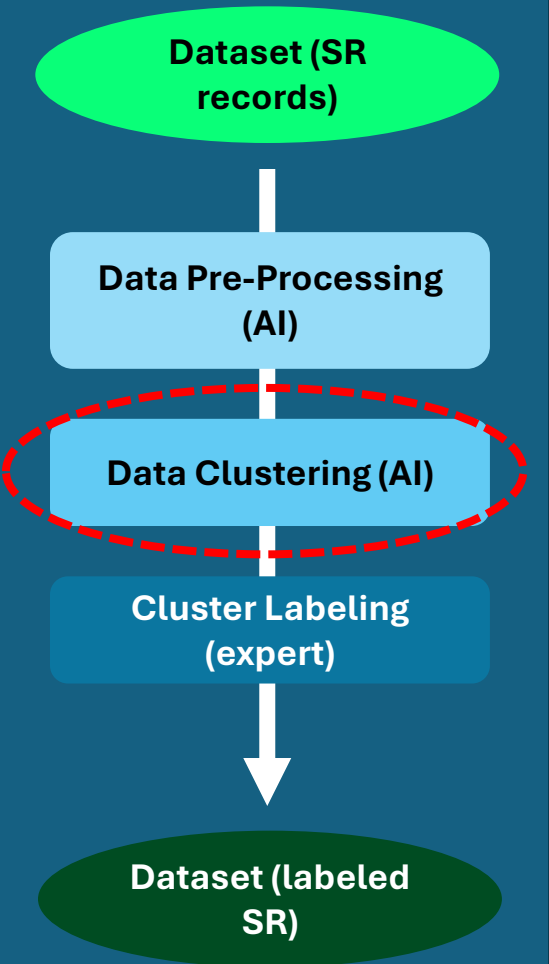 Dataset (SR
records)
Data Pre-Processing
(AI)
Data Clustering (AI)
Cluster Labeling
(expert)
Dataset (labeled
SR)